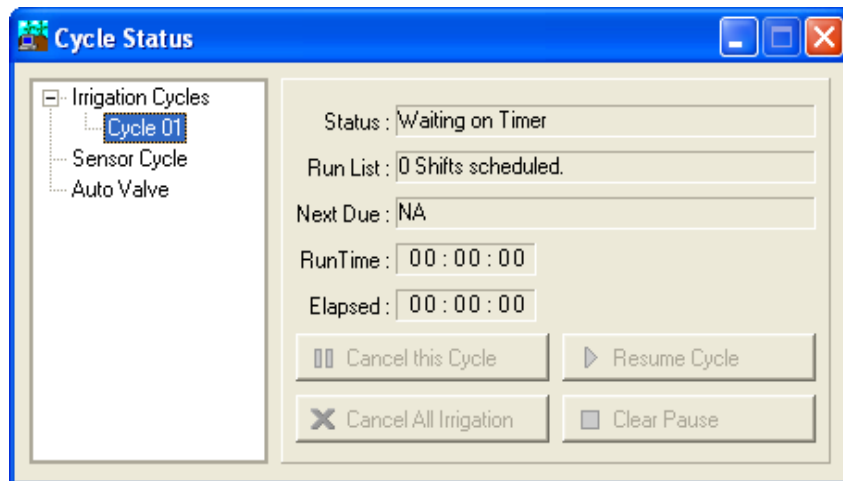 Cycle Status
Irrigation Cycles
Cycle 01
Sensor Cycle
Auto Valve
Status : Waiting on Timer
Run List : 0 Shifts scheduled.
Next Due : NA
RunTime : 00 : 00 : 00
Elapsed : 00 : 00 : 00
Cancel this Cycle
Resume Cycle
Cancel All Irrigation
Clear Pause